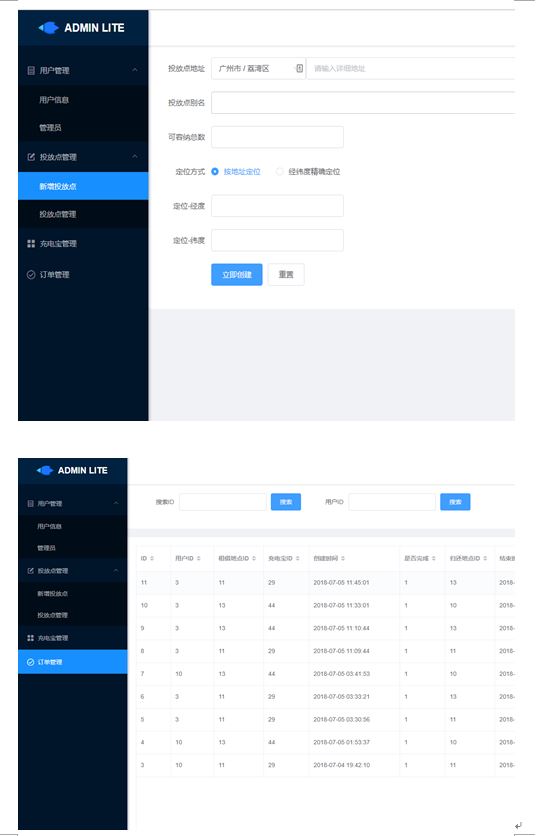 ADMIN LITE
用户管理
用户信息
管理员
投放点管理
新增投放点
投放点管理
充电宝管理
订单管理
投放点地址 广州市 / 荔湾区 请输入详细地址
投放点别名
可容纳总数
定位方式 按地址定位 经纬度精确定位
定位-经度
定位-纬度
立即创建 重置
ADMIN LITE
用户管理
用户信息
管理员
投放点管理
新增投放点
投放点管理
充电宝管理
订单管理
搜索ID 搜索 用户ID 搜索
ID 用户ID 租借地点ID 充电宝ID 创建时间 是否完成 归还地点ID 结束
11 3 11 29 2018-07-05 11:45:01 1 13 2018-
10 3 13 44 2018-07-05 11:33:01 1 10 2018-
9 3 13 44 2018-07-05 11:10:44 1 13 2018-
8 3 11 29 2018-07-05 11:09:44 1 11 2018-
7 10 13 44 2018-07-05 03:41:53 1 10 2018-
6 3 11 29 2018-07-05 03:33:21 1 13 2018-
5 3 11 29 2018-07-05 03:30:56 1 11 2018-
4 10 13 44 2018-07-05 01:53:37 1 10 2018-
3 10 11 29 2018-07-04 19:42:10 1 11 2018-